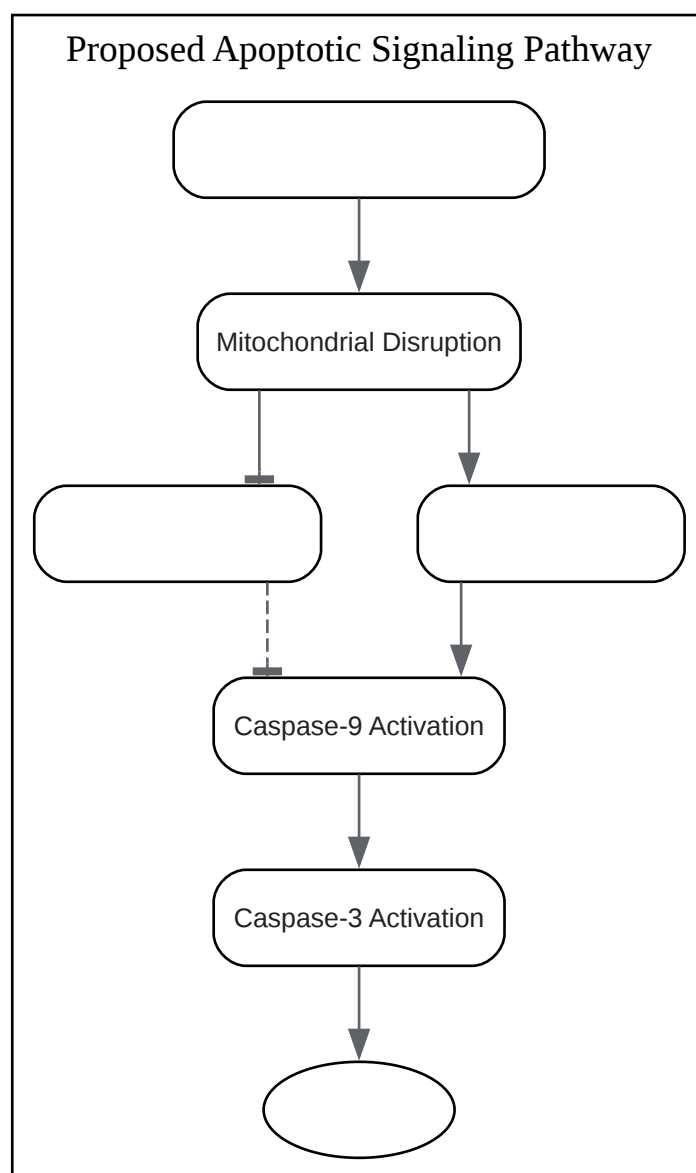 Proposed Apoptotic Signaling Pathway
Mitochondrial Disruption
Caspase-9 Activation
Caspase-3 Activation